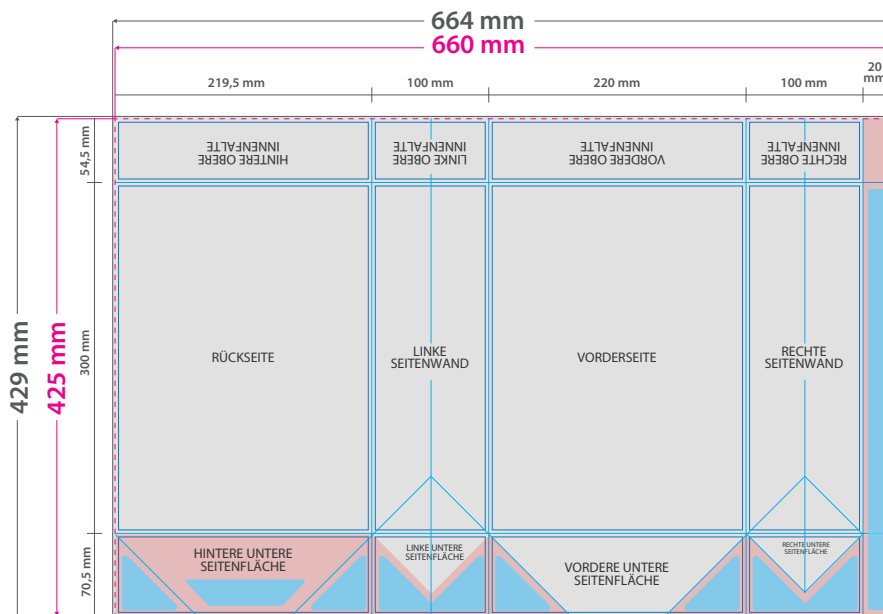 664 mm
660 mm
219,5 mm
100 mm
220 mm
100 mm
20
mm
429 mm
425 mm
54,5 mm
300 mm
70,5 mm
HINTERE OBERE
INNENFALTE
LINKE OBERE
INNENFALTE
VORDERE OBERE
INNENFALTE
RECHTE OBERE
INNENFALTE
RÜCKSEITE
LINKE
SEITENWAND
VORDERSEITE
RECHTE
SEITENWAND
HINTERE UNTERE
SEITENFLÄCHE
LINKE UNTERE
SEITENFLÄCHE
VORDERE UNTERE
SEITENFLÄCHE
RECHTE UNTERE
SEITENFLÄCHE